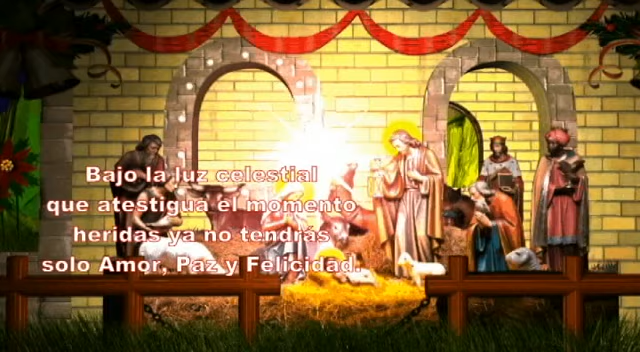 Bajo la luz celestial
que atestigua el momento
heridas ya no tendrás
solo Amor, Paz y Felicidad.